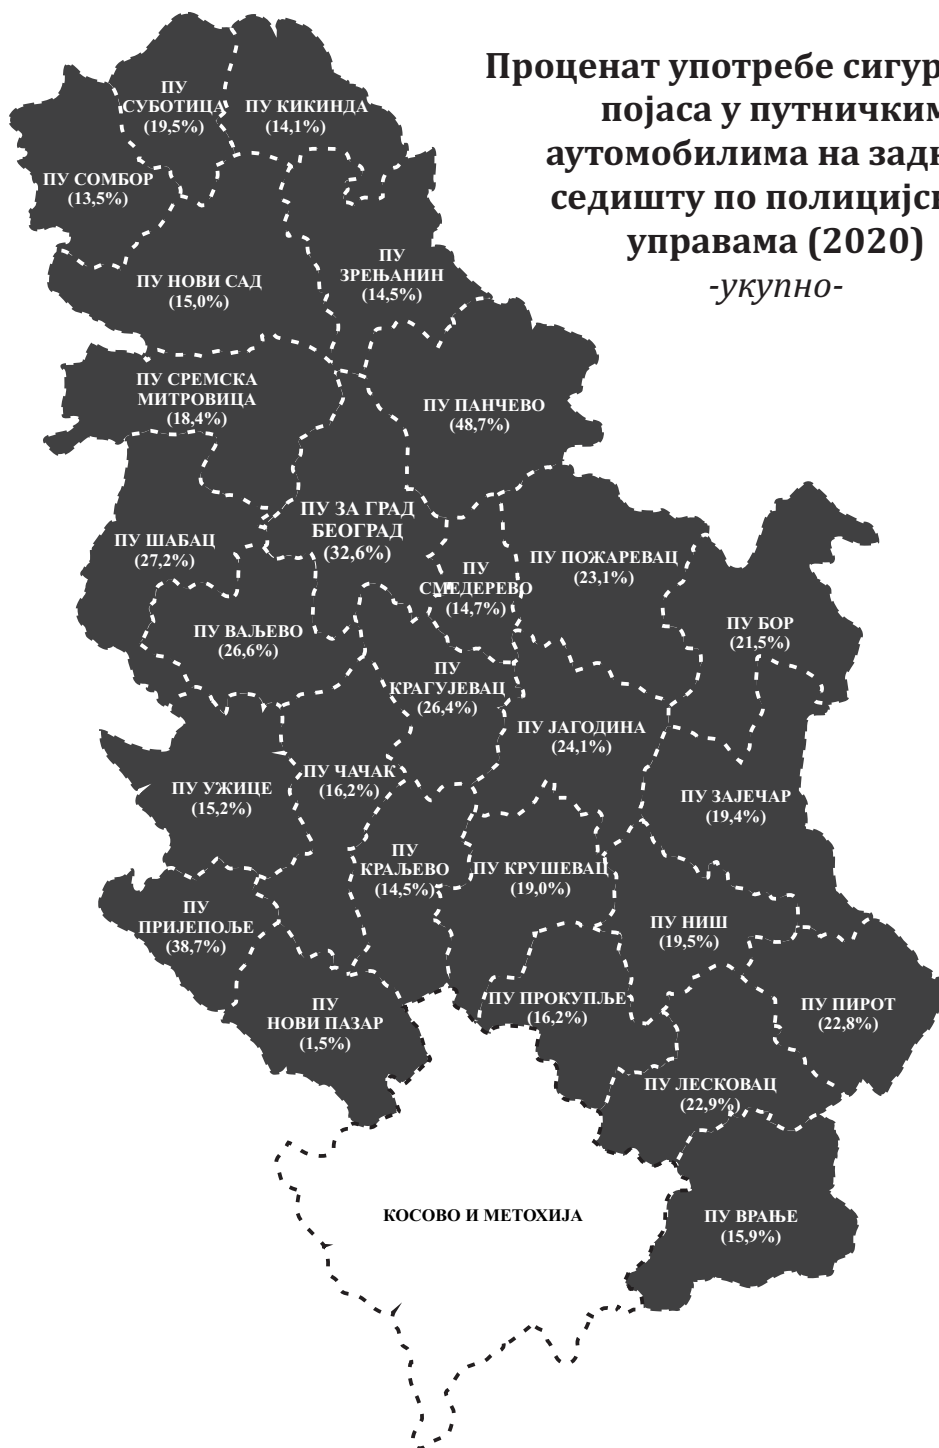 Проценат употребе сигур
појаса у путничким
аутомобилима на задн
седишту по полицијс
управама (2020)
-укупно-
ПУ
СУБОТИЦА
(19,5%)
ПУ КИКИНДА
(14,1%)
ПУ СОМБОР
(13,5%)
ПУ НОВИ САД
(15,0%)
ПУ
ЗРЕЊАНИН
(14,5%)
ПУ СРЕМСКА
МИТРОВИЦА
(18,4%)
ПУ ПАНЧЕВО
(48,7%)
ПУ ЗА ГРАД
БЕОГРАД
(32,6%)
ПУ ШАБАЦ
(27,2%)
ПУ
СМЕДЕРЕВО
(14,7%)
ПУ ПОЖАРЕВАЦ
(23,1%)
ПУ ВАЉЕВО
(26,6%)
ПУ БОР
(21,5%)
ПУ
КРАГУЈЕВАЦ
(26,4%)
ПУ ЈАГОДИНА
(24,1%)
ПУ УЖИЦЕ
(15,2%)
ПУ ЧАЧАК
(16,2%)
ПУ ЗАЈЕЧАР
(19,4%)
ПУ
КРАЉЕВО
(14,5%)
ПУ КРУШЕВАЦ
(19,0%)
ПУ
ПРИЈЕПОЉЕ
(38,7%)
ПУ НИШ
(19,5%)
ПУ
НОВИ ПАЗАР
(1,5%)
ПУ ПРОКУПЉЕ
(16,2%)
ПУ ПИРОТ
(22,8%)
ПУ ЛЕСКОВАЦ
(22,9%)
КОСОВО И МЕТОХИЈА
ПУ ВРАЊЕ
(15,9%)